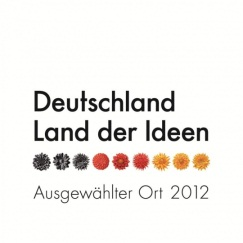 Deutschland
Land der Ideen
Ausgewählter Ort 2012